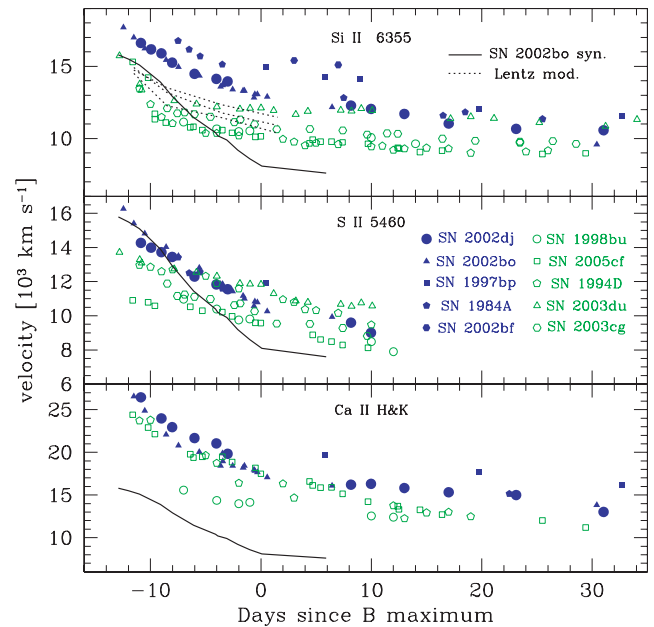 Si II 6355
SN 2002bo syn.
Lentz mod.
15
10
velocity [10³ km s⁻¹]
S II 5460
16
14
12
10
8
6
SN 2002dj
SN 2002bo
SN 1997bp
SN 1984A
SN 2002bf
SN 1998bu
SN 2005cf
SN 1994D
SN 2003du
SN 2003cg
Ca II H&K
25
20
15
10
−10
0
10
20
30
Days since B maximum